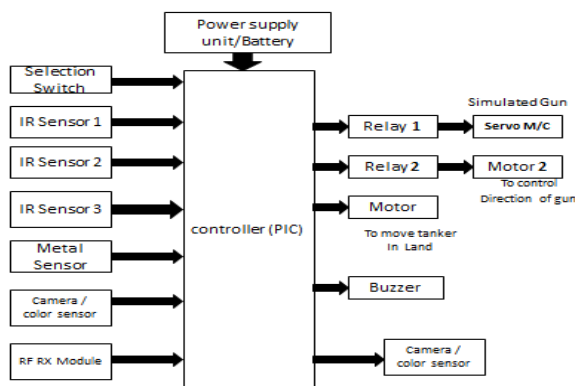 Power supply
unit/Battery
Selection
Switch
IR Sensor 1
IR Sensor 2
IR Sensor 3
Metal
Sensor
Camera /
color sensor
RF RX Module
controller (PIC)
Simulated Gun
Relay 1
Servo M/C
Relay 2
Motor 2
To control
Direction of gun
Motor
To move tanker
In Land
Buzzer
Camera /
color sensor